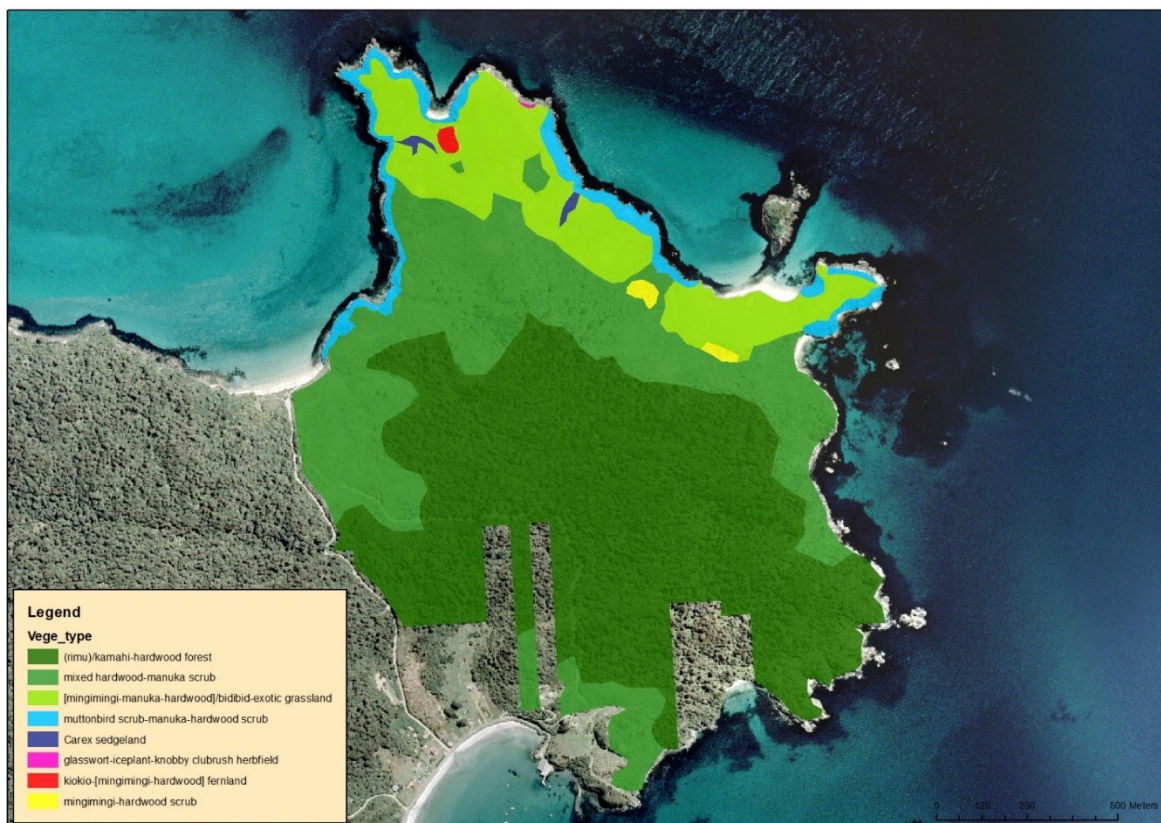 Legend
Vege_type
(rimu)/kamahi-hardwood forest
mixed hardwood-manuka scrub
[mingimingi-manuka-hardwood]/bidibid-exotic grassland
muttonbird scrub-manuka-hardwood scrub
Carex sedgeland
glasswort-iceplant-knobby clubrush herbfield
kiokio-[mingimingi-hardwood] fernland
mingimingi-hardwood scrub
0 125 250 500 Meters